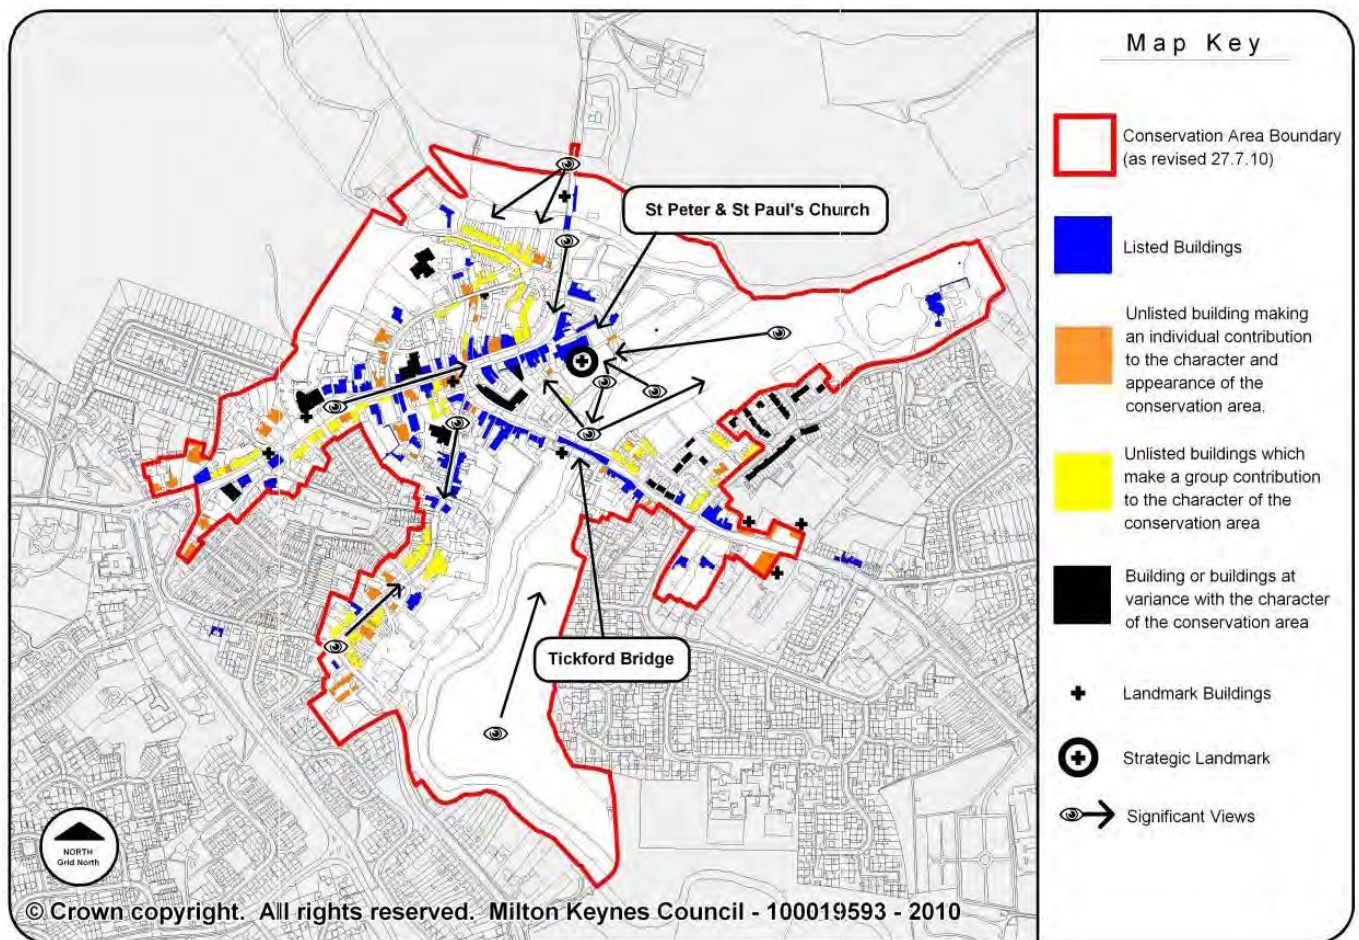 St Peter & St Paul's Church
Tickford Bridge
NORTH
Grid North
© Crown copyright. All rights reserved. Milton Keynes Council - 100019593 - 2010
Map Key
Conservation Area Boundary
(as revised 27.7.10)
Listed Buildings
Unlisted building making
an individual contribution
to the character and
appearance of the
conservation area.
Unlisted buildings which
make a group contribution
to the character of the
conservation area
Building or buildings at
variance with the character
of the conservation area
Landmark Buildings
Strategic Landmark
Significant Views